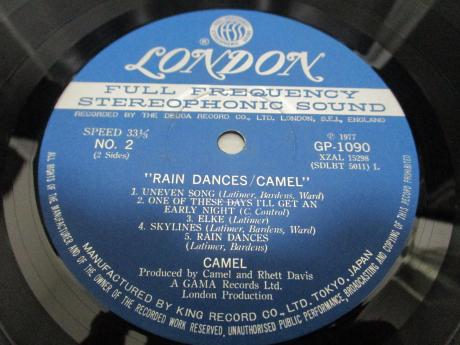 ®
LONDON
FULL FREQUENCY
STEREOPHONIC SOUND
RECORDED BY THE DECCA RECORD CO., LTD. LONDON, S.E.I., ENGLAND
SPEED 33⅓
NO. 2
(2 Sides)
Ⓟ 1977
GP-1090
XZAL 15298
(SDLBT 5011) L
"RAIN DANCES/CAMEL"
1. UNEVEN SONG (Latimer, Bardens, Ward)
2. ONE OF THESE DAYS I'LL GET AN
EARLY NIGHT (C. Control)
3. ELKE (Latimer)
4. SKYLINES (Latimer, Bardens, Ward)
5. RAIN DANCES
(Latimer, Bardens)
CAMEL
Produced by Camel and Rhett Davis
A GAMA Records Ltd.
London Production
MANUFACTURED BY KING RECORD CO., LTD. TOKYO, JAPAN
ALL RIGHTS OF THE MANUFACTURER AND OF THE OWNER OF THE RECORDED WORK RESERVED, UNAUTHORISED PUBLIC PERFORMANCE, BROADCASTING AND COPYING OF THIS RECORD PROHIBITED